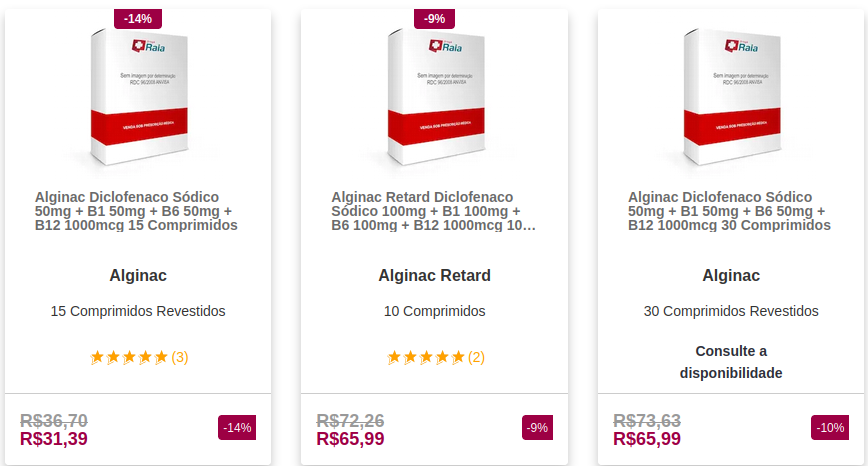 -14%
Raia
Sem imagem por determinação
RDC 96/2008 ANVISA
VENDA SOB PRESCRIÇÃO MÉDICA
Alginac Diclofenaco Sódico
50mg + B1 50mg + B6 50mg +
B12 1000mcg 15 Comprimidos
Alginac
15 Comprimidos Revestidos
(3)
R$36,70
R$31,39
-14%
-9%
Raia
Sem imagem por determinação
RDC 96/2008 ANVISA
VENDA SOB PRESCRIÇÃO MÉDICA
Alginac Retard Diclofenaco
Sódico 100mg + B1 100mg +
B6 100mg + B12 1000mcg 10…
Alginac Retard
10 Comprimidos
(2)
R$72,26
R$65,99
-9%
Raia
Sem imagem por determinação
RDC 96/2008 ANVISA
VENDA SOB PRESCRIÇÃO MÉDICA
Alginac Diclofenaco Sódico
50mg + B1 50mg + B6 50mg +
B12 1000mcg 30 Comprimidos
Alginac
30 Comprimidos Revestidos
Consulte a
disponibilidade
R$73,63
R$65,99
-10%